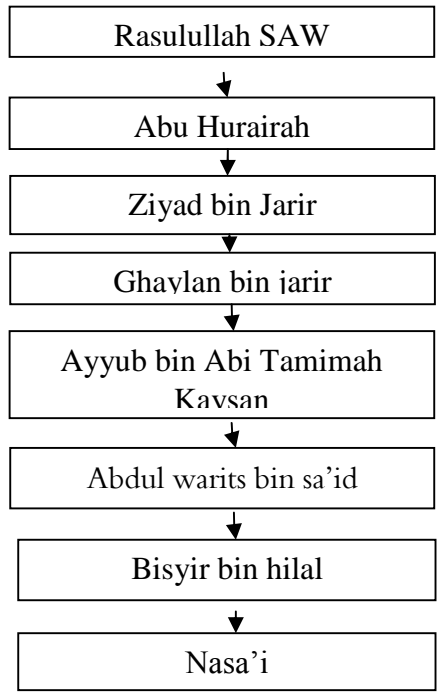 Rasulullah SAW
Abu Hurairah
Ziyad bin Jarir
Ghaylan bin jarir
Ayyub bin Abi Tamimah
Kaysan
Abdul warits bin sa’id
Bisyir bin hilal
Nasa’i